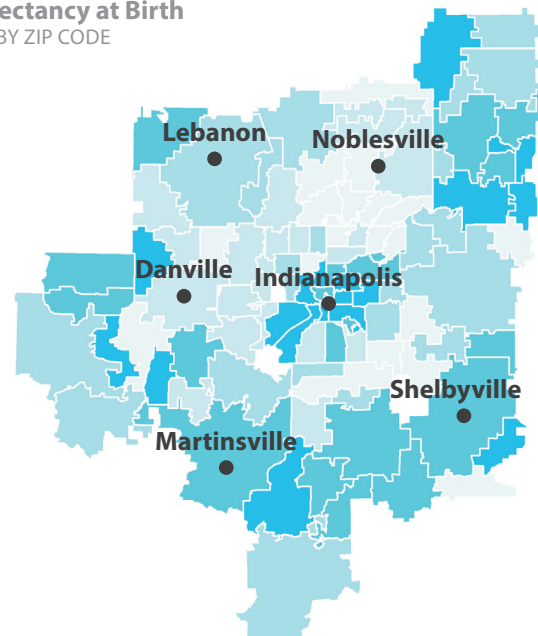 ectancy at Birth
BY ZIP CODE
Lebanon
Noblesville
Danville
Indianapolis
Shelbyville
Martinsville